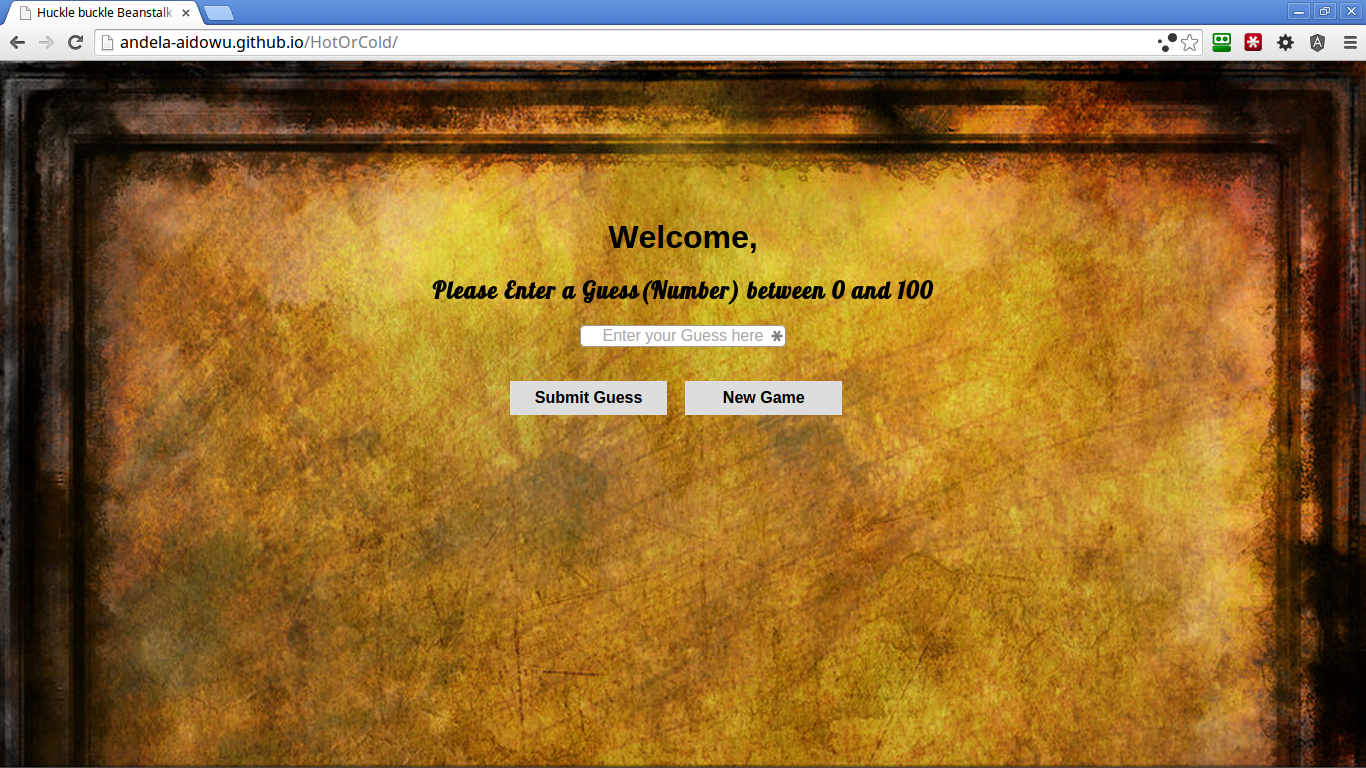 Huckle buckle Beanstalk
andela-aidowu.github.io/HotOrCold/
Welcome,
Please Enter a Guess(Number) between 0 and 100
Enter your Guess here
Submit Guess
New Game